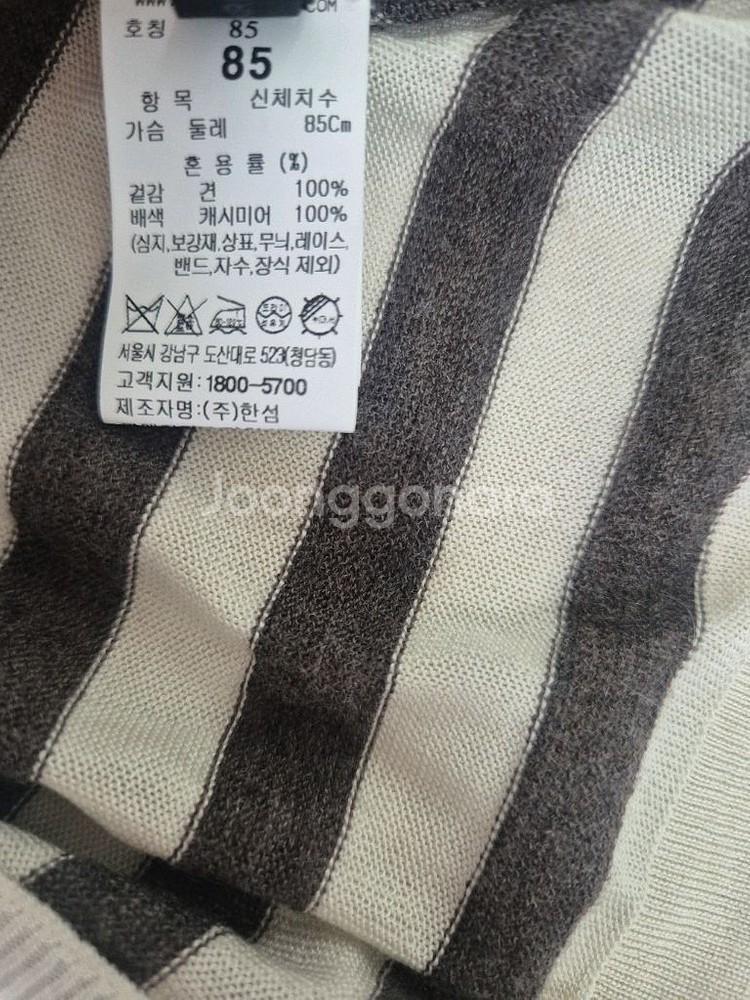 .COM
호칭 85
85
항 목 신체치수
가슴 둘레 85Cm
혼 용 률 (%)
겉감 견 100%
배색 캐시미어 100%
(심지,보강재,상표,무늬,레이스,
밴드,자수,장식 제외)
서울시 강남구 도산대로 523(청담동)
고객지원:1800-5700
제조자명:(주)한섬
Joonggonara